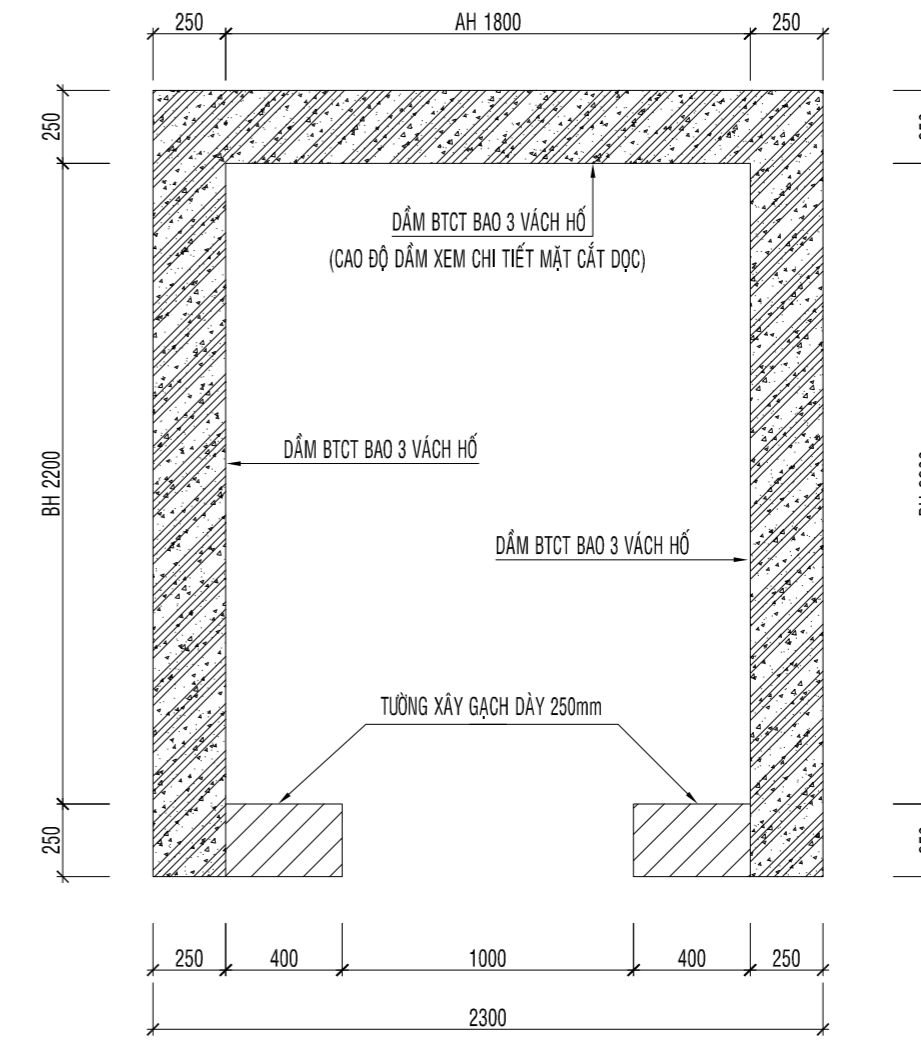 250 AH 1800 250
250
DẦM BTCT BAO 3 VÁCH HỐ
(CAO ĐỘ DẦM XEM CHI TIẾT MẶT CẮT DỌC)
DẦM BTCT BAO 3 VÁCH HỐ
BH 2200
DẦM BTCT BAO 3 VÁCH HỐ
TƯỜNG XÂY GẠCH DÀY 250mm
250
250 400 1000 400 250
2300